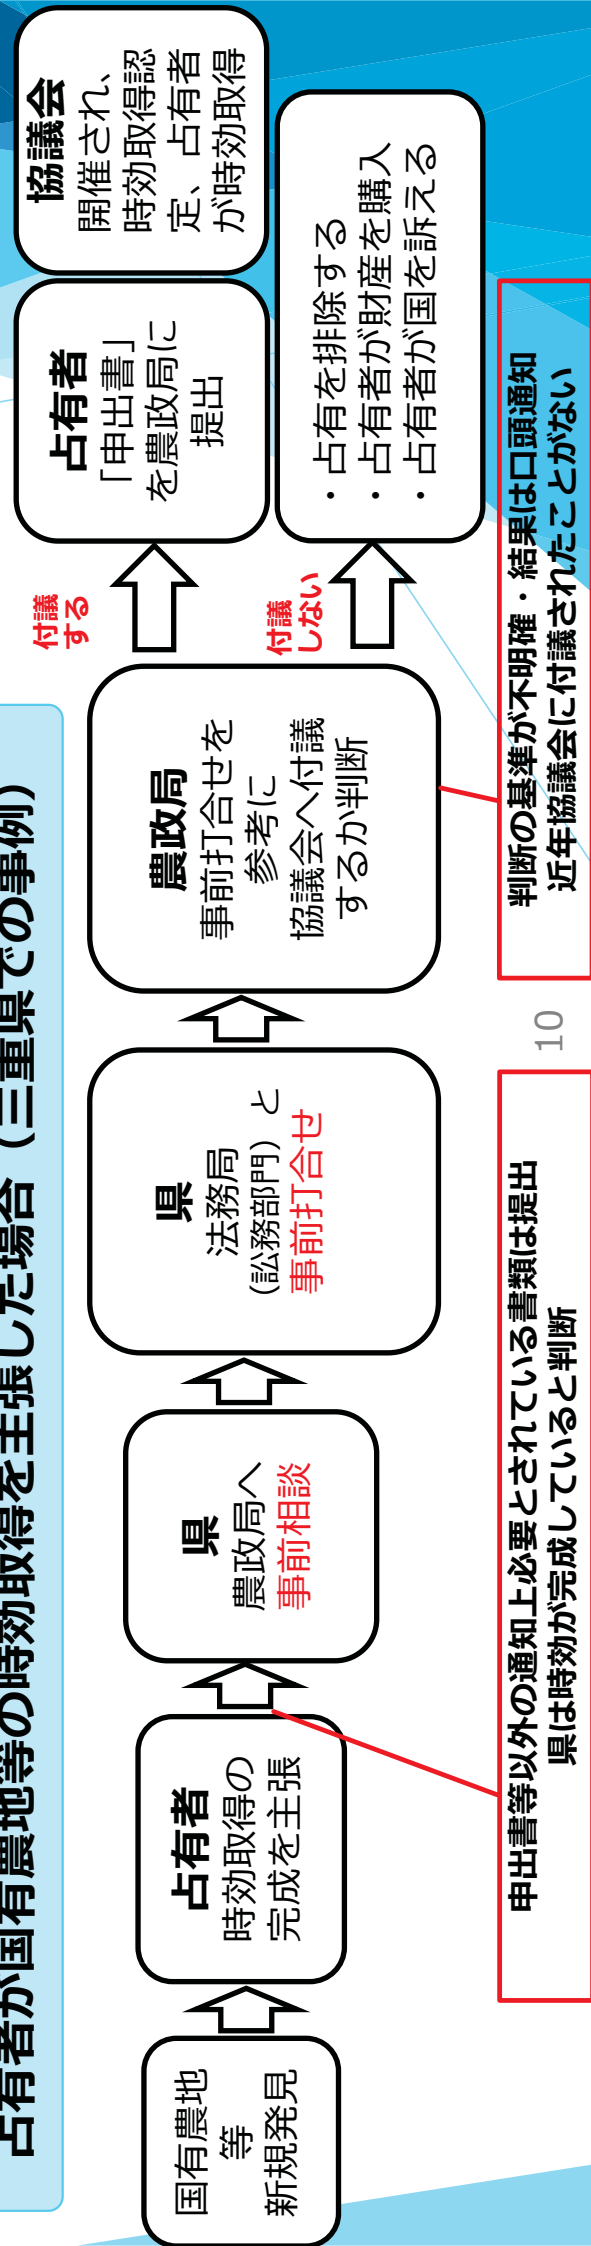 占有者が国有農地等の時効取得を主張した場合（三重県での事例）
国有農地
等
新規発見
占有者
時効取得の
完成を主張
県
農政局へ
事前相談
県
法務局
（訟務部門）と
事前打合せ
農政局
事前打合せを
参考に
協議会へ付議
するか判断
付議
する
占有者
「申出書」
を農政局に
提出
協議会
開催され、
時効取得認
定、占有者
が時効取得
付議
しない
・占有を排除する
・占有者が財産を購入
・占有者が国を訴える
申出書等以外の通知上必要とされている書類は提出
県は時効が完成していると判断
判断の基準が不明確・結果は口頭通知
近年協議会に付議されたことがない
10